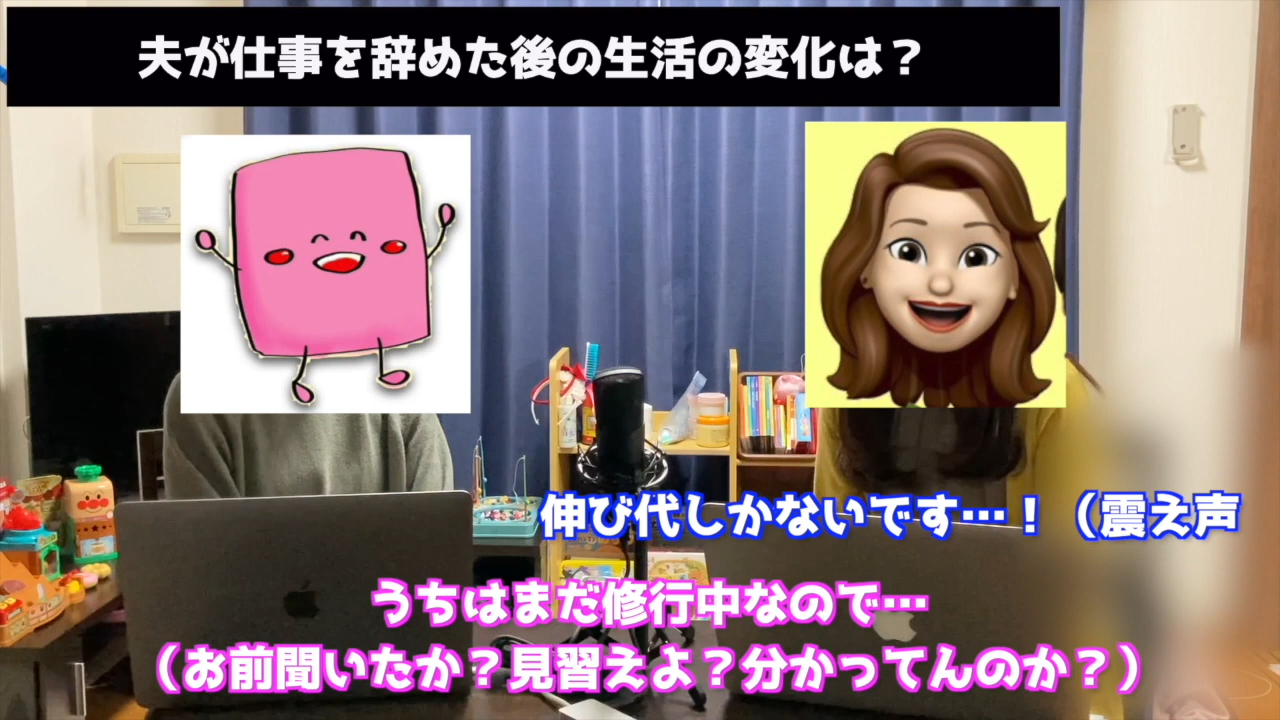 夫が仕事を辞めた後の生活の変化は？
伸び代しかないです…！（震え声
うちはまだ修行中なので…
（お前聞いたか？見習えよ？分かってんのか？）